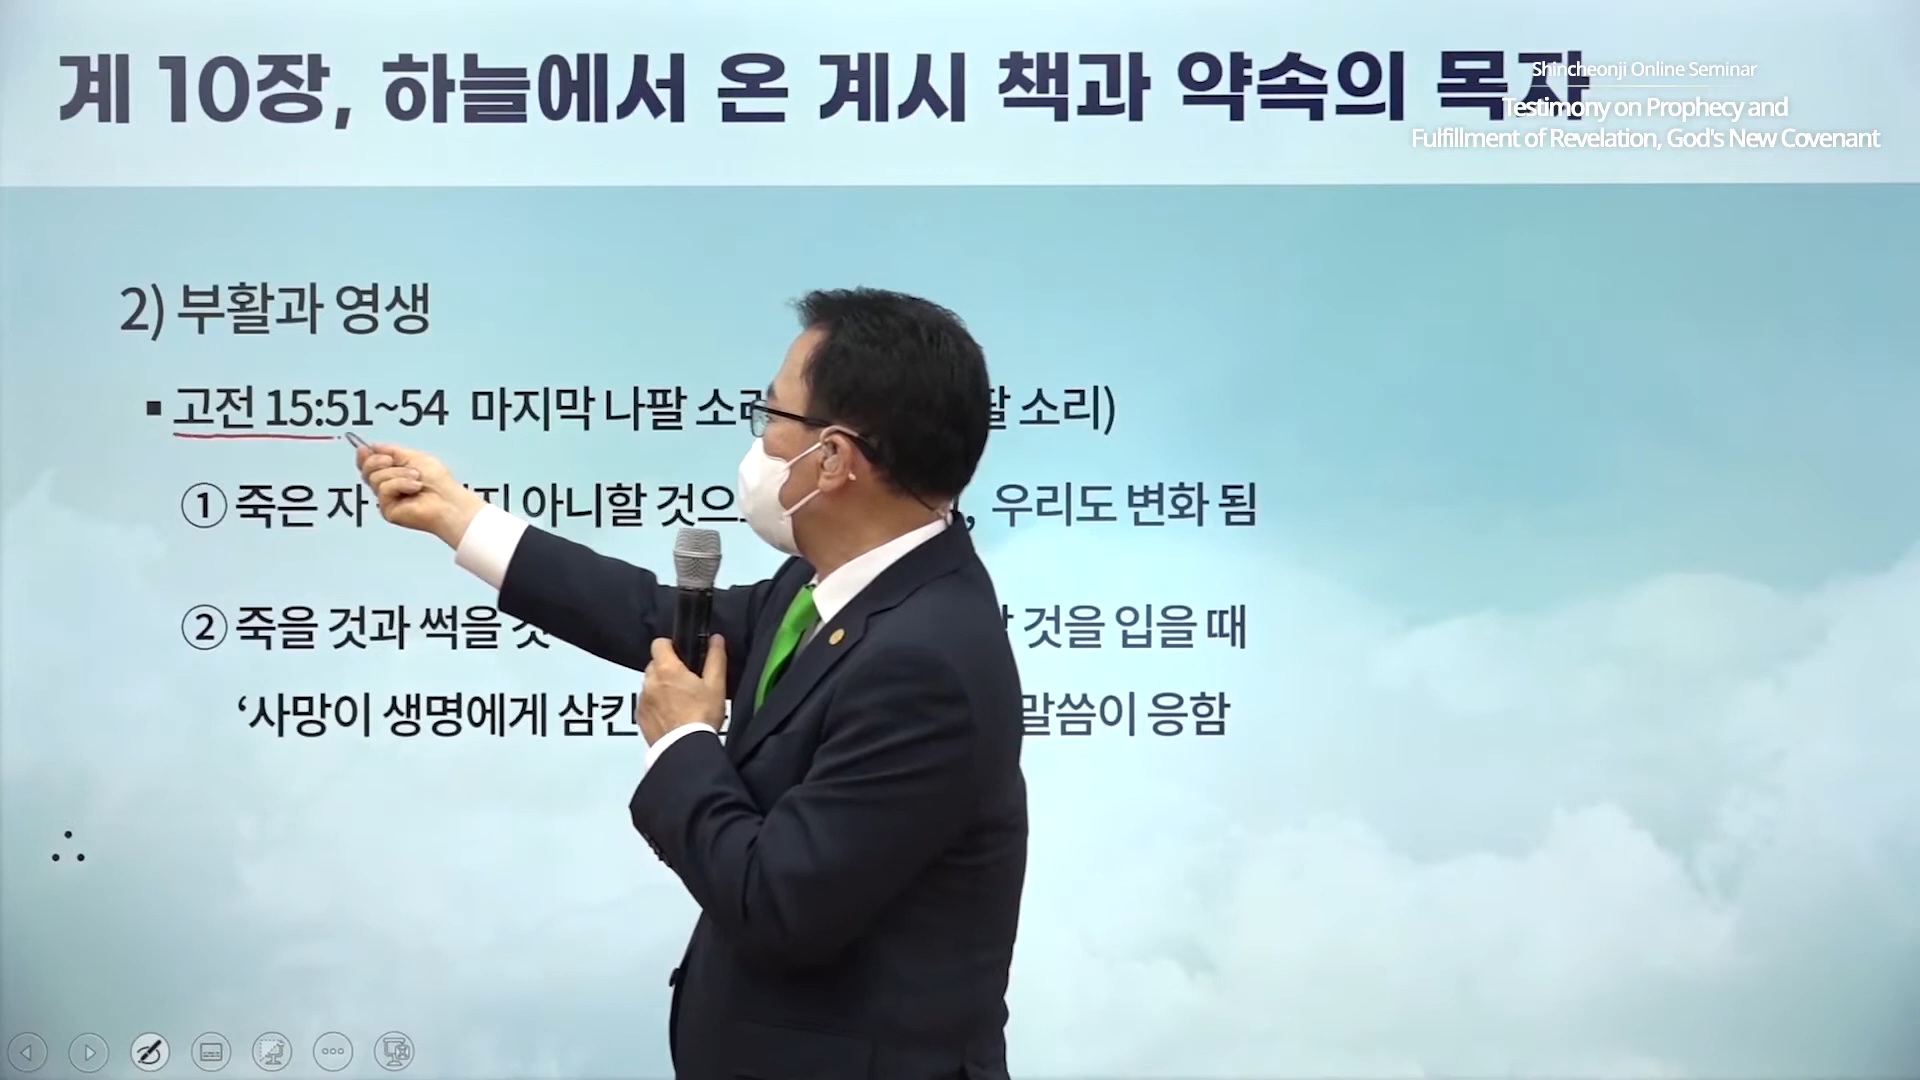 계 10장, 하늘에서 온 계시 책과 약속의 목자
Shincheonji Online Seminar
Testimony on Prophecy and
Fulfillment of Revelation, God's New Covenant
2) 부활과 영생
▪ 고전 15:51~54 마지막 나팔 소리 소리)
① 죽은 자 아니할 것으로 우리도 변화 됨
② 죽을 것과 썩을 것을 입을 때
‘사망이 생명에게 삼킨 말씀이 응함